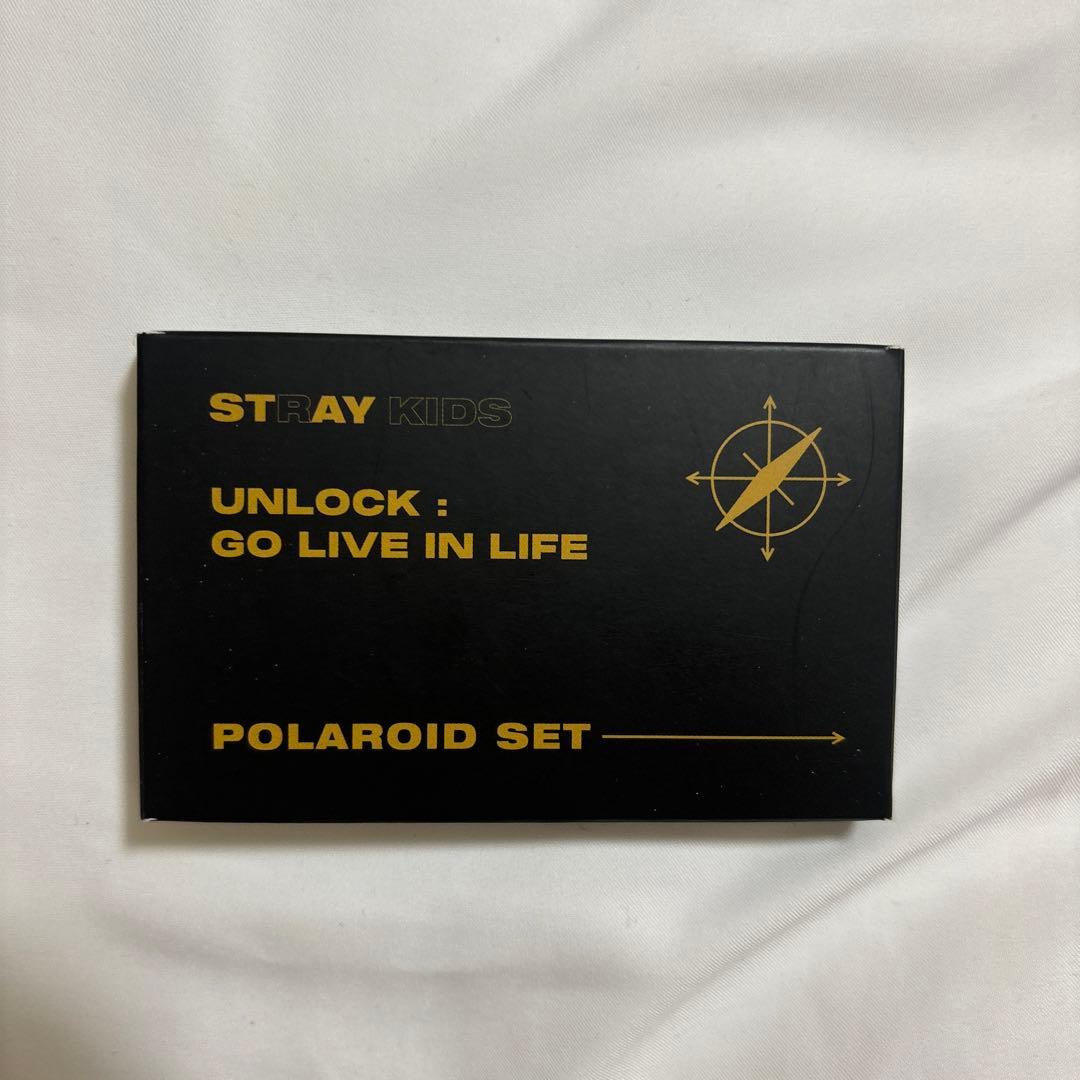 STRAY KIDS
UNLOCK :
GO LIVE IN LIFE
POLAROID SET